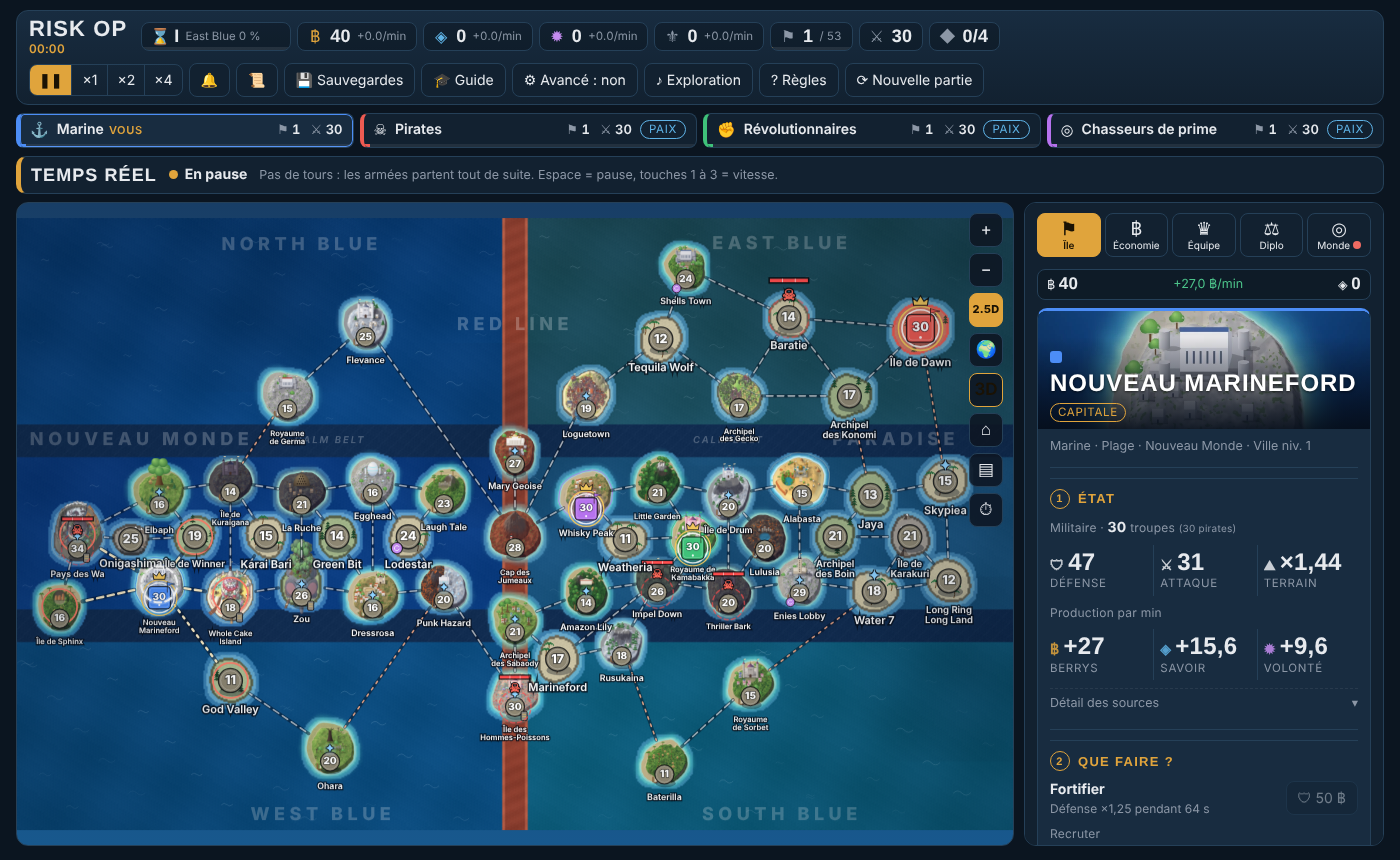 RISK OP
00:00
I East Blue 0 %
฿ 40 +0.0/min
0 +0.0/min
0 +0.0/min
0 +0.0/min
1 / 53
30
0/4
×1 ×2 ×4
Sauvegardes
Guide
Avancé : non
♪ Exploration
? Règles
Nouvelle partie
Marine VOUS 1 30
Pirates 1 30 PAIX
Révolutionnaires 1 30 PAIX
Chasseurs de prime 1 30 PAIX
TEMPS RÉEL En pause Pas de tours : les armées partent tout de suite. Espace = pause, touches 1 à 3 = vitesse.
NORTH BLUE
EAST BLUE
RED LINE
+
−
2.5D
3D
24
Shells Town
14
Baratie
30
Île de Dawn
25
Flevance
12
Tequila Wolf
15
Royaume
de Germa
19
Loguetown
17
Archipel
des Gecko
17
Archipel
des Konomi
NOUVEAU MONDE
PARADISE
27
Mary Geoise
16
Elbaph
14
Île de
Kuraigana
21
La Ruche
16
Egghead
23
Laugh Tale
30
Whisky Peak
21
Little Garden
20
Île de Drum
15
Alabasta
13
Jaya
15
Skypiea
34
Pays des Wa
25
Onigashima
19
Île de Winner
15
Karai Bari
14
Green Bit
24
Lodestar
28
Cap des
Jumeaux
11
Weatheria
30
Royaume de
Kamabakka
20
Lulusia
21
Archipel
des Boin
21
Île de
Karakuri
16
Île de Sphinx
30
Nouveau
Marineford
18
Whole Cake
Island
26
Zou
16
Dressrosa
20
Punk Hazard
14
Amazon Lily
26
Impel Down
20
Thriller Bark
29
Enies Lobby
18
Water 7
12
Long Ring
Long Land
21
Archipel
des Sabaody
17
Marineford
18
Rusukaina
11
God Valley
30
Île des
Hommes-Poissons
15
Royaume
de Sorbet
20
Ohara
11
Baterilla
WEST BLUE
SOUTH BLUE
Île
฿
Économie
Équipe
Diplo
Monde
฿ 40 +27,0 ฿/min 0
NOUVEAU MARINEFORD
CAPITALE
Marine · Plage · Nouveau Monde · Ville niv. 1
1 ÉTAT
Militaire · 30 troupes (30 pirates)
47 31 ×1,44
DÉFENSE ATTAQUE TERRAIN
Production par min
฿ +27 +15,6 +9,6
BERRYS SAVOIR VOLONTÉ
Détail des sources ▾
2 QUE FAIRE ?
Fortifier
Défense ×1,25 pendant 64 s
50 ฿
Recruter